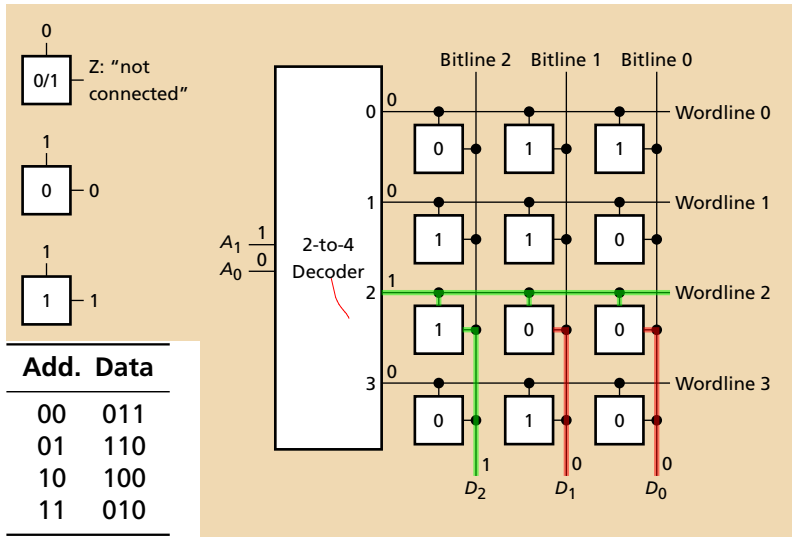 0
0/1
Z: "not
connected"
1
0
0
1
1
1
Add. Data
00 011
01 110
10 100
11 010
A1 1
A0 0
2-to-4
Decoder
Bitline 2 Bitline 1 Bitline 0
0 0 Wordline 0
0 1 1
1 0 Wordline 1
1 1 0
2 1 Wordline 2
1 0 0
3 0 Wordline 3
0 1 0
1 0 0
D2 D1 D0